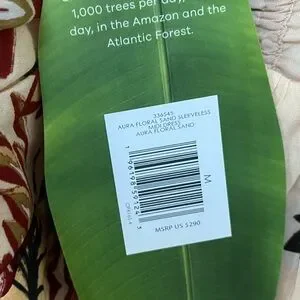 1,000 trees per day,
day, in the Amazon and the
Atlantic Forest.
336545
AURA FLORAL SAND SLEEVELESS
MIDI DRESS
AURA FLORAL SAND
M
MSRP US $290